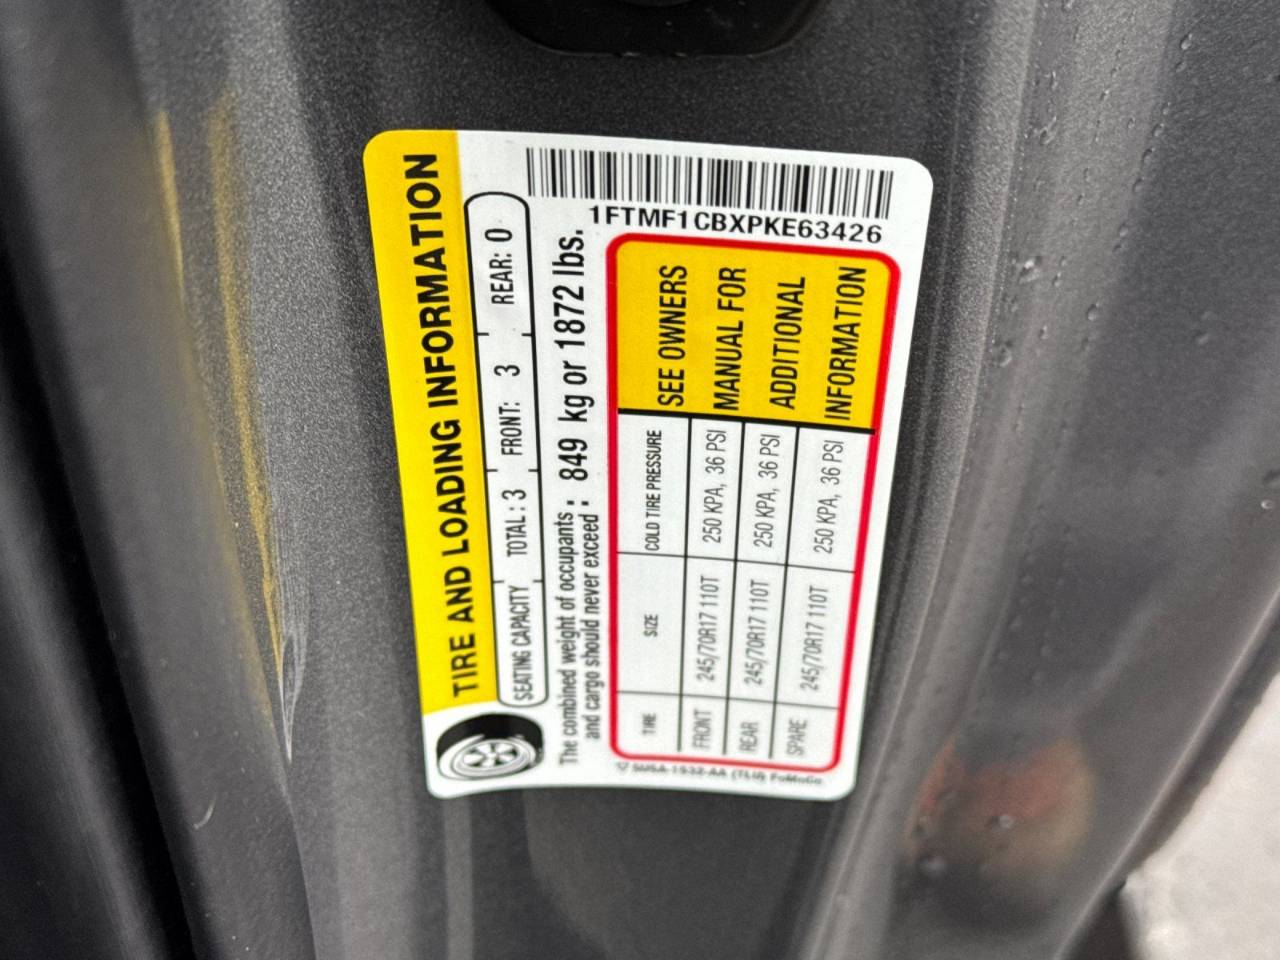 TIRE AND LOADING INFORMATION
SEATING CAPACITY TOTAL : 3 FRONT: 3 REAR: 0
The combined weight of occupants
and cargo should never exceed : 849 kg or 1872 lbs.
1FTMF1CBXPKE63426
TIRE SIZE COLD TIRE PRESSURE
FRONT 245/70R17 110T 250 KPA, 36 PSI
REAR 245/70R17 110T 250 KPA, 36 PSI
SPARE 245/70R17 110T 250 KPA, 36 PSI
SEE OWNERS
MANUAL FOR
ADDITIONAL
INFORMATION
(TLU) FoMoCo